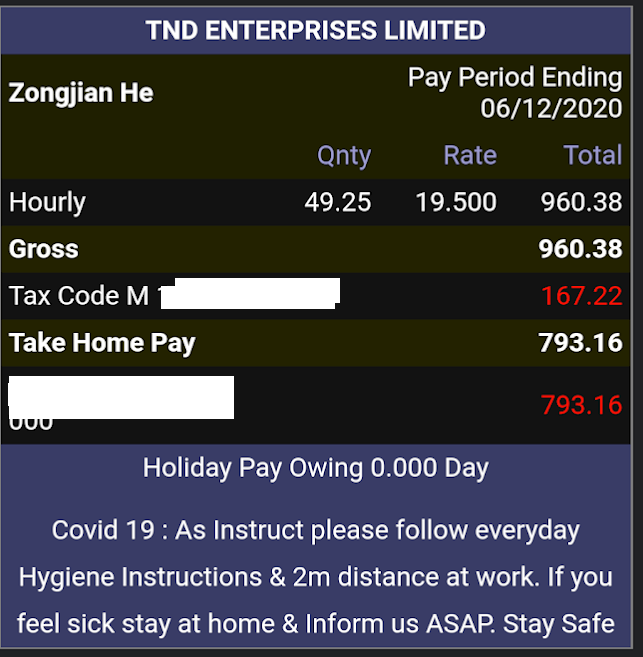 TND ENTERPRISES LIMITED
Zongjian He
Pay Period Ending
06/12/2020
Qnty Rate Total
Hourly 49.25 19.500 960.38
Gross 960.38
Tax Code M 167.22
Take Home Pay 793.16
793.16
000
Holiday Pay Owing 0.000 Day
Covid 19 : As Instruct please follow everyday
Hygiene Instructions & 2m distance at work. If you
feel sick stay at home & Inform us ASAP. Stay Safe